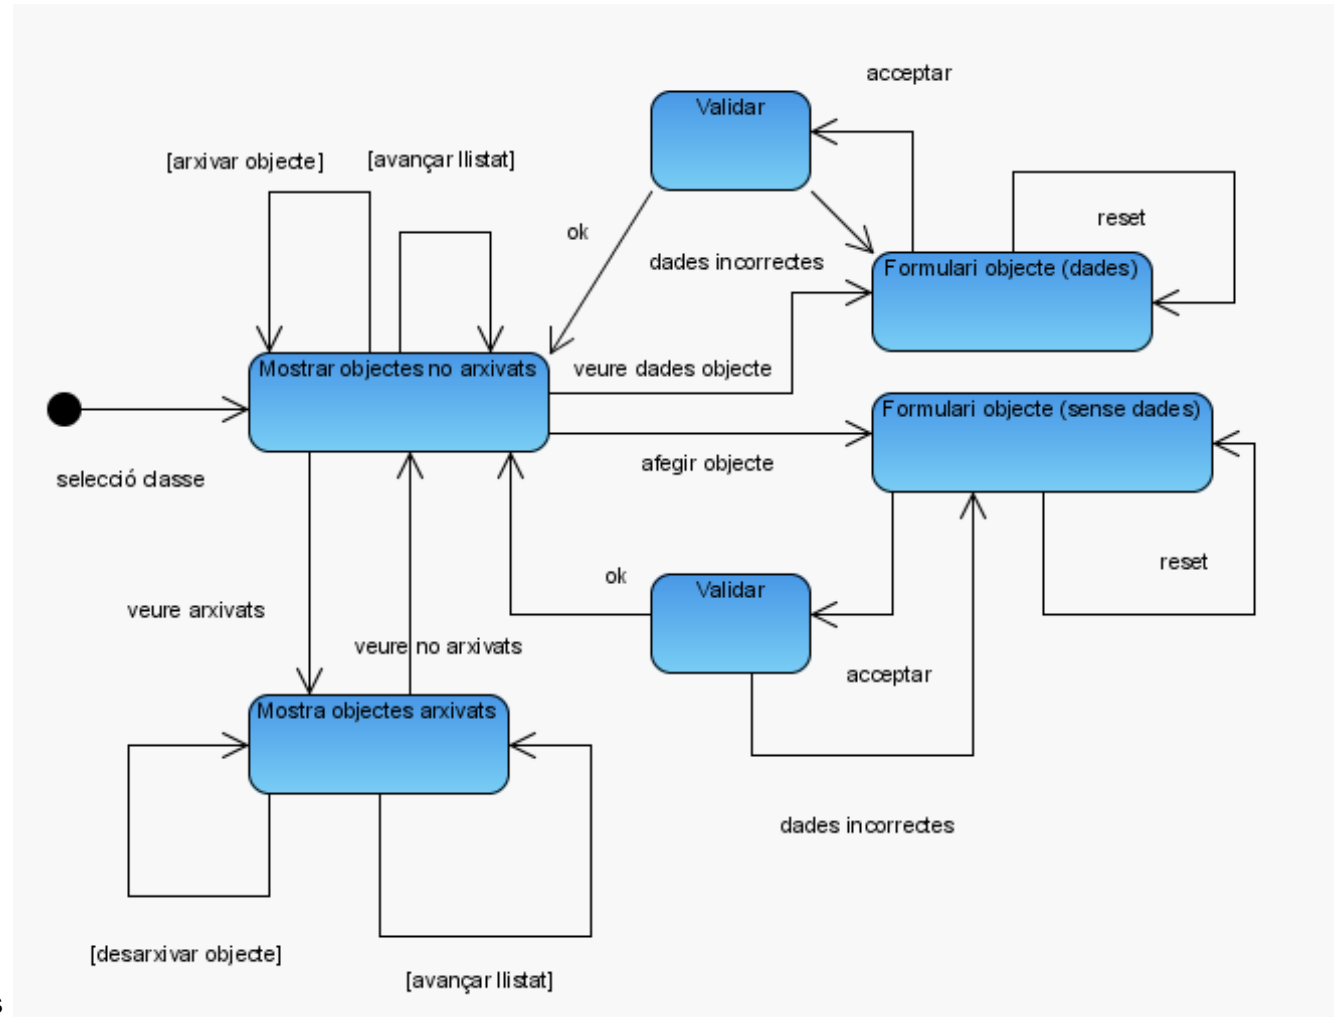 acceptar
Validar
[arxivar objecte]
[avançar llistat]
reset
ok
dades incorrectes
Formulari objecte (dades)
Mostrar objectes no arxivats
veure dades objecte
Formulari objecte (sense dades)
afegir objecte
selecció classe
reset
ok
Validar
veure arxivats
veure no arxivats
acceptar
Mostra objectes arxivats
dades incorrectes
[desarxivar objecte]
[avançar llistat]
s